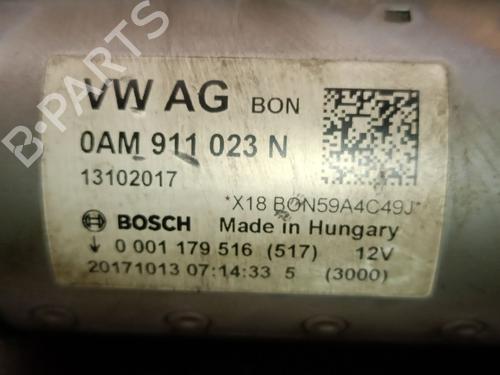 B-PARTS
VW AG BON
0AM 911 023 N
13102017
*X18 BON59A4C49J*
BOSCH Made in Hungary
↓ 0 001 179 516 (517) 12V
20171013 07:14:33 5 (3000)